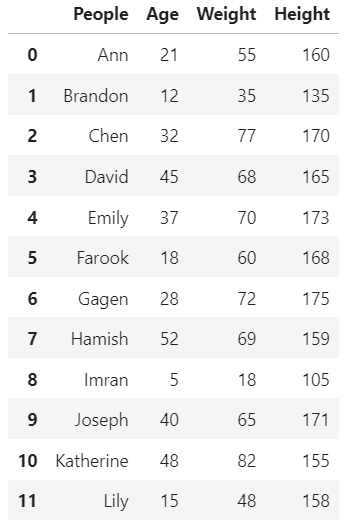 People Age Weight Height
0 Ann 21 55 160
1 Brandon 12 35 135
2 Chen 32 77 170
3 David 45 68 165
4 Emily 37 70 173
5 Farook 18 60 168
6 Gagen 28 72 175
7 Hamish 52 69 159
8 Imran 5 18 105
9 Joseph 40 65 171
10 Katherine 48 82 155
11 Lily 15 48 158